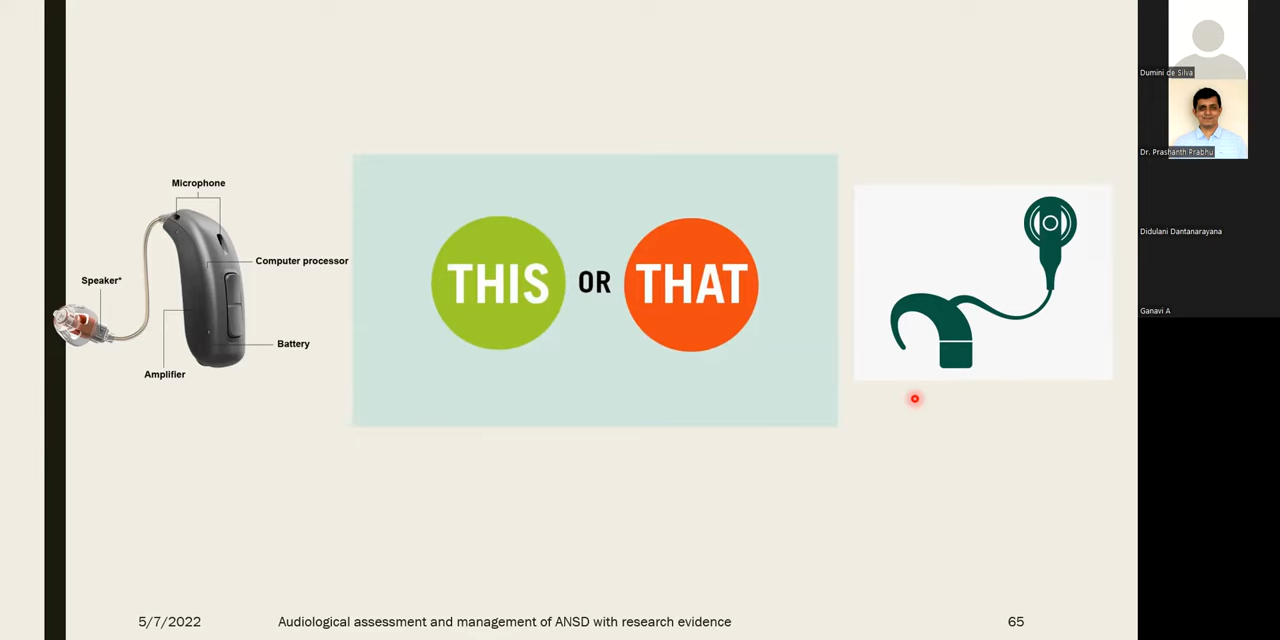 Microphone
Computer processor
Speaker*
Battery
Amplifier
THIS OR THAT
5/7/2022 Audiological assessment and management of ANSD with research evidence 65
Dumini de Silva
Dr. Prashanth Prabhu
Didulani Dantanarayana
Ganavi A